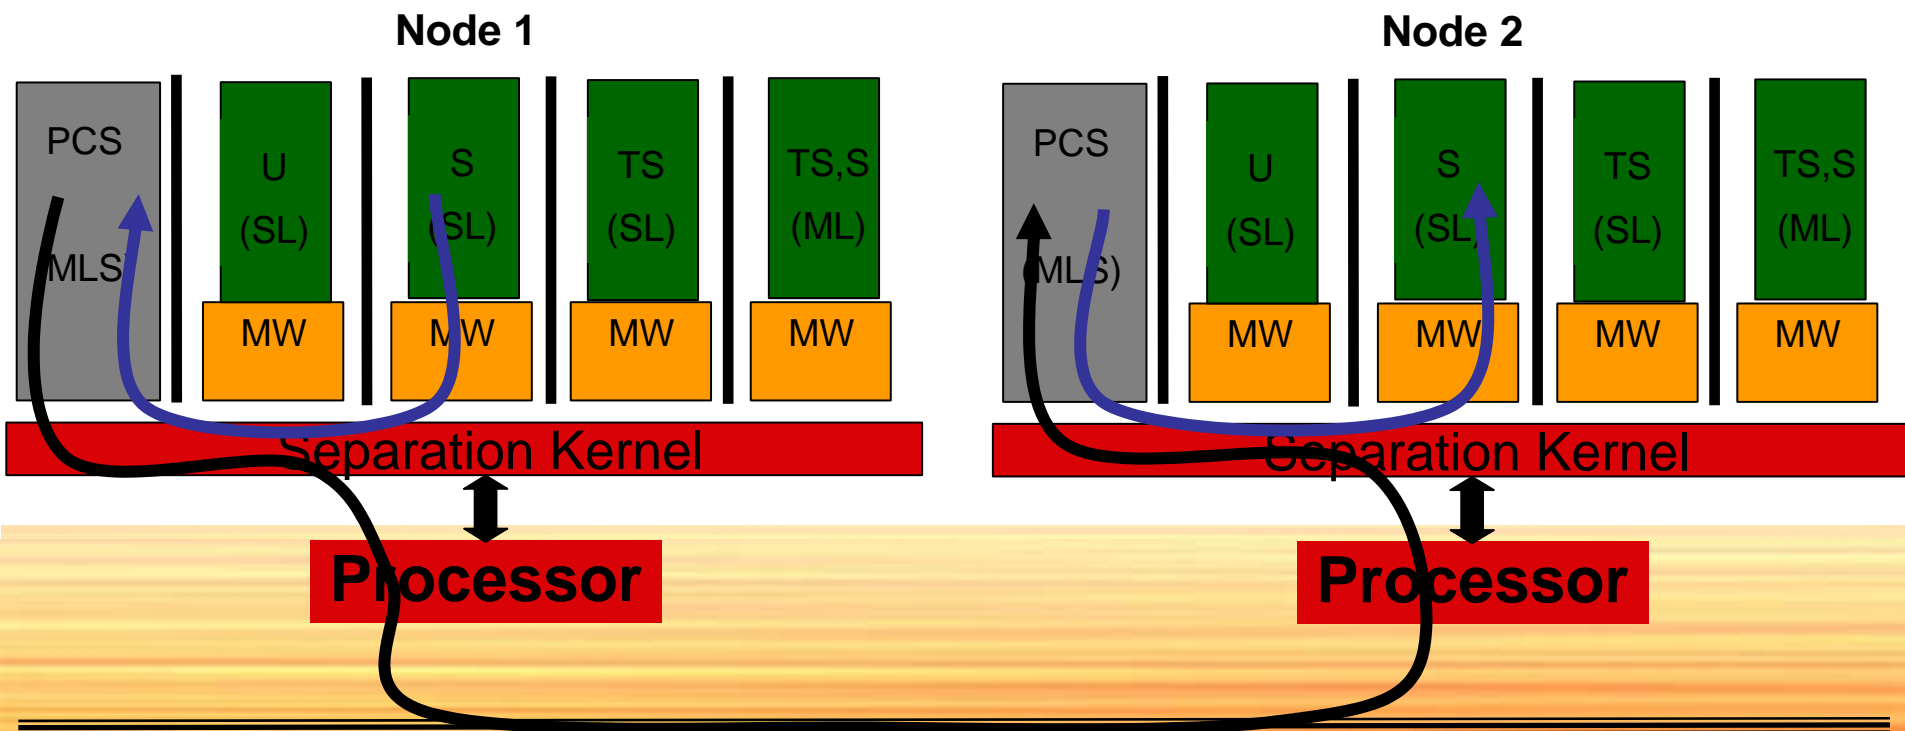 Node 1
PCS
(MLS)
U
(SL)
MW
S
(SL)
MW
TS
(SL)
MW
TS,S
(ML)
MW
Separation Kernel
Processor
Node 2
PCS
(MLS)
U
(SL)
MW
S
(SL)
MW
TS
(SL)
MW
TS,S
(ML)
MW
Separation Kernel
Processor